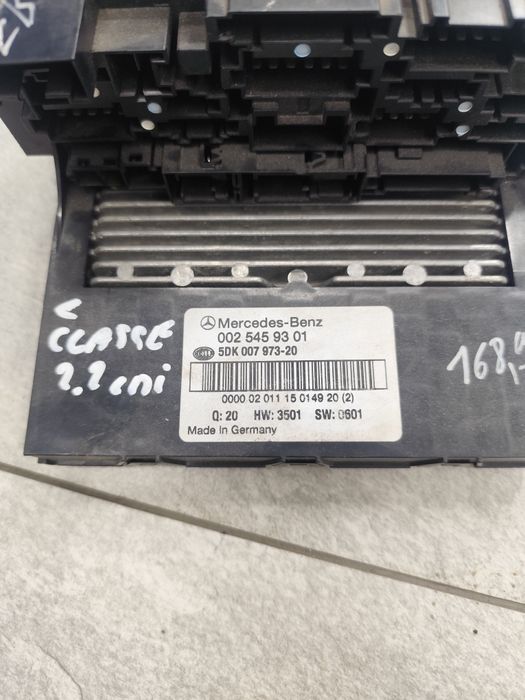 Mercedes-Benz
002 545 93 01
HELLA 5DK 007 973-20
0000 02 011 15 0149 20 (2)
Q: 20 HW: 3501 SW: 0601
Made in Germany
C
CLASSE
2.2 cdi
168,-